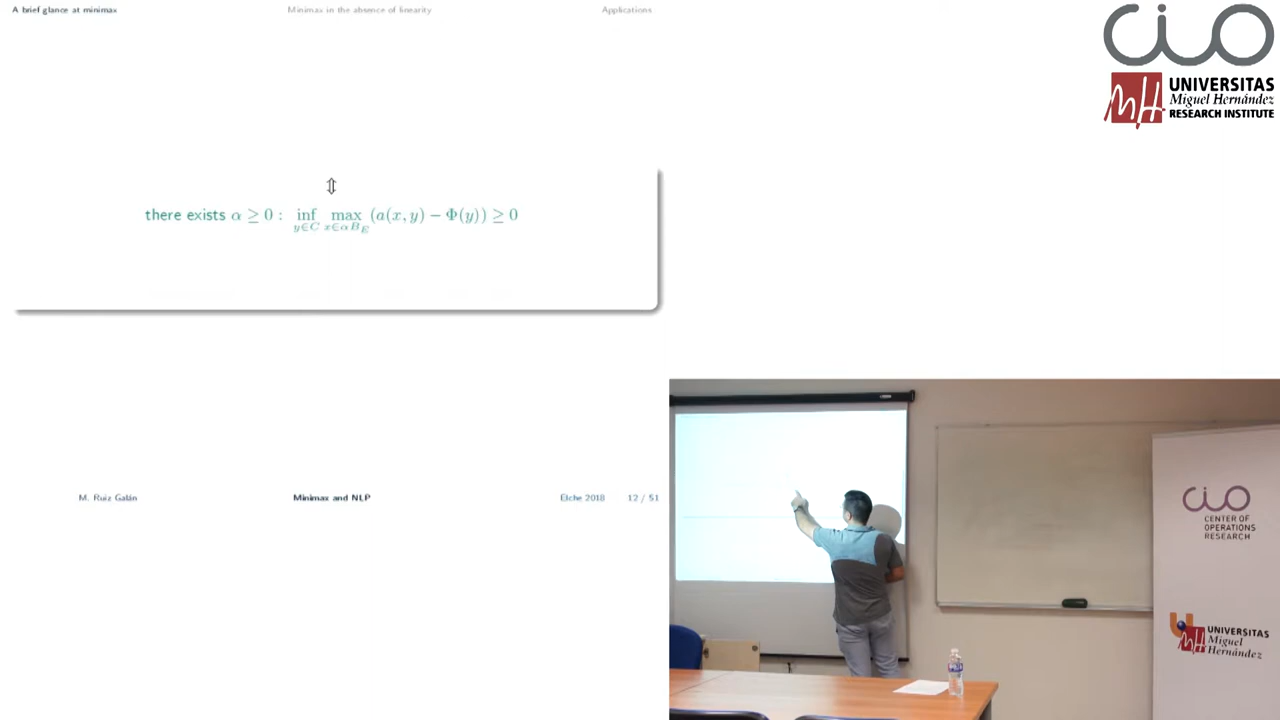 A brief glance at minimax Minimax in the absence of linearity Applications
⇕
there exists α ≥ 0 : inf max (a(x, y) − Φ(y)) ≥ 0
y∈C x∈αB_E
M. Ruiz Galán Minimax and NLP Elche 2018 12 / 51
CIO
UNIVERSITAS
Miguel Hernández
RESEARCH INSTITUTE
CIO
CENTER OF
OPERATIONS
RESEARCH
UNIVERSITAS
Miguel
Hernández